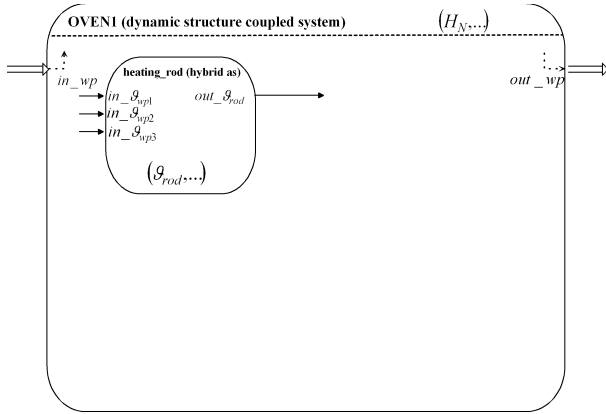 OVEN1 (dynamic structure coupled system) (H_N,...)
in_wp out_wp
heating_rod (hybrid as)
in_ϑ_wp1 out_ϑ_rod
in_ϑ_wp2
in_ϑ_wp3
(ϑ_rod,...)